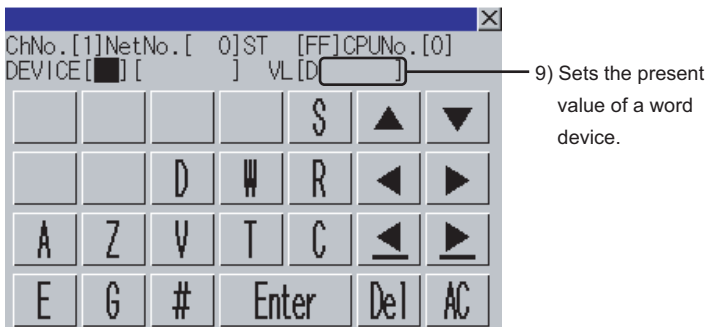 ChNo.[1]NetNo.[ 0]ST [FF]CPUNo.[0]
DEVICE[ ][ ] VL[D ]
9) Sets the present
value of a word
device.
S ▲ ▼
D W R ◀ ▶
A Z V T C ◀ ▶
E G # Enter Del AC